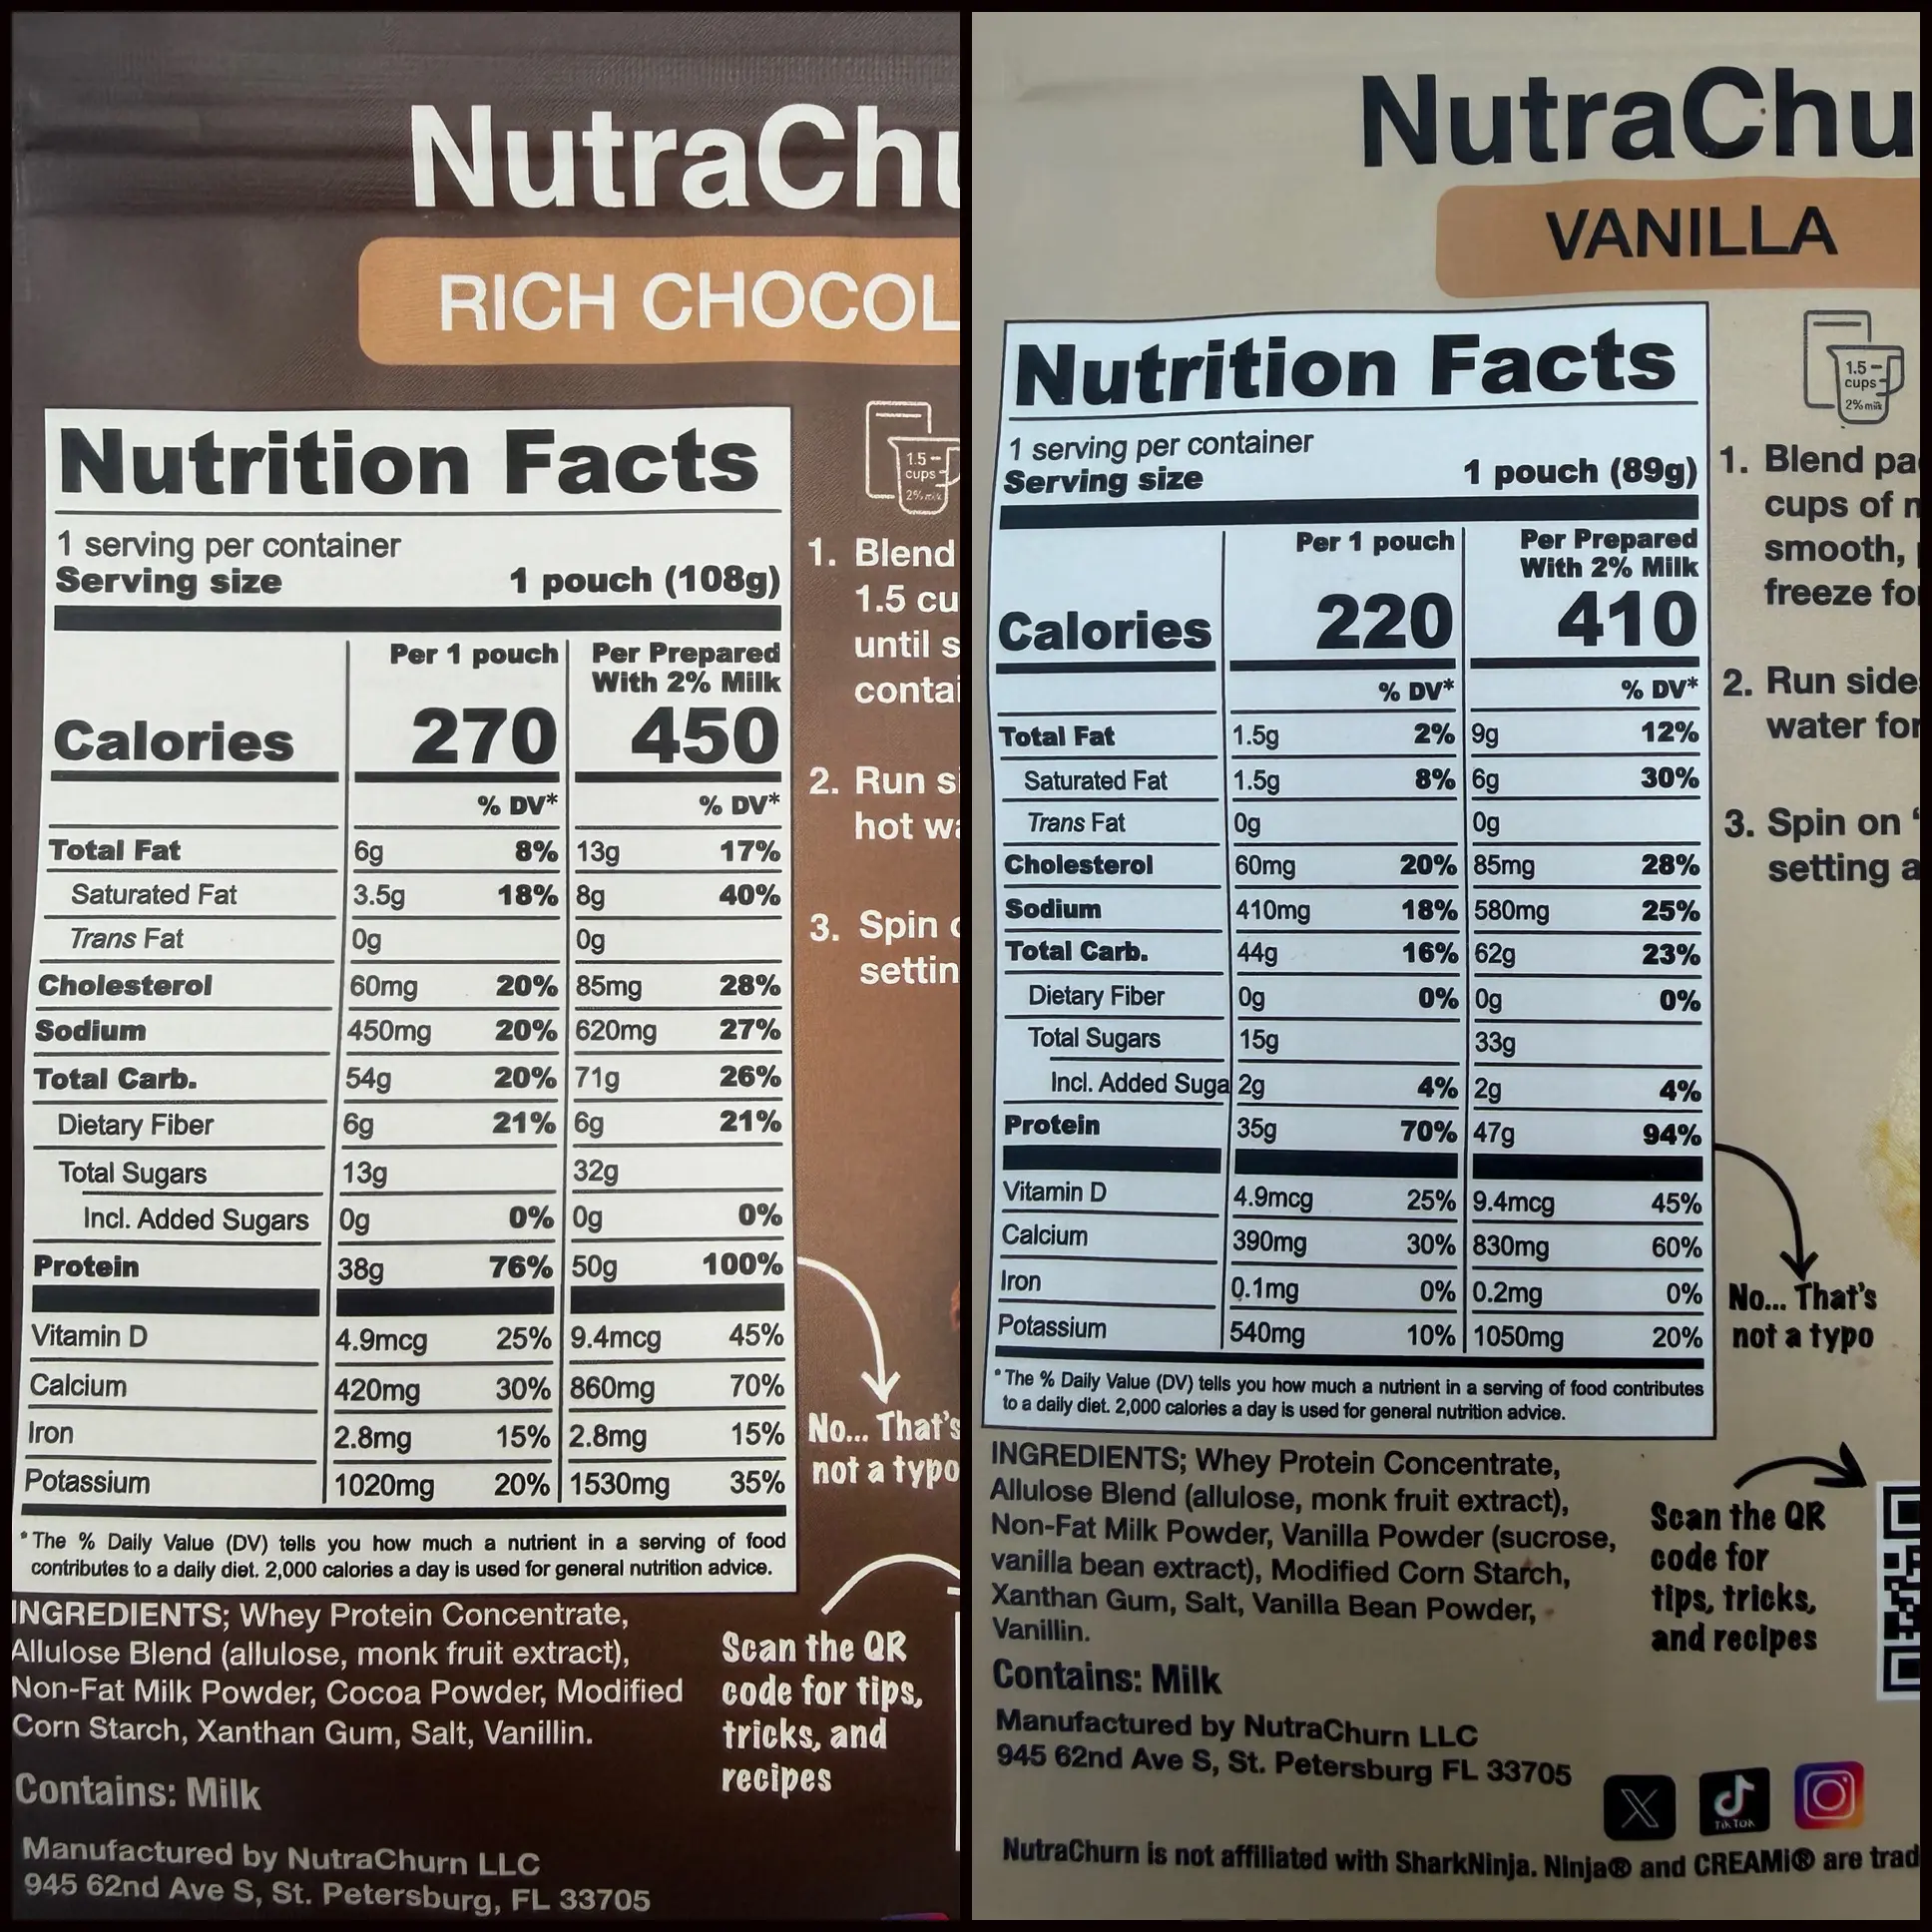 NutraChu
RICH CHOCOL
Nutrition Facts
1 serving per container
Serving size 1 pouch (108g)
Per 1 pouch Per Prepared
With 2% Milk
Calories 270 450
% DV* % DV*
Total Fat 6g 8% 13g 17%
Saturated Fat 3.5g 18% 8g 40%
Trans Fat 0g 0g
Cholesterol 60mg 20% 85mg 28%
Sodium 450mg 20% 620mg 27%
Total Carb. 54g 20% 71g 26%
Dietary Fiber 6g 21% 6g 21%
Total Sugars 13g 32g
Incl. Added Sugars 0g 0% 0g 0%
Protein 38g 76% 50g 100%
Vitamin D 4.9mcg 25% 9.4mcg 45%
Calcium 420mg 30% 860mg 70%
Iron 2.8mg 15% 2.8mg 15%
Potassium 1020mg 20% 1530mg 35%
* The % Daily Value (DV) tells you how much a nutrient in a serving of food
contributes to a daily diet. 2,000 calories a day is used for general nutrition advice.
INGREDIENTS; Whey Protein Concentrate,
Allulose Blend (allulose, monk fruit extract),
Non-Fat Milk Powder, Cocoa Powder, Modified
Corn Starch, Xanthan Gum, Salt, Vanillin.
Contains: Milk
Manufactured by NutraChurn LLC
945 62nd Ave S, St. Petersburg, FL 33705
1.5
cups
2% milk
1. Blend
1.5 cu
until s
contai
2. Run si
hot wa
3. Spin
settin
No... That's
not a typo
Scan the QR
code for tips,
tricks, and
recipes
NutraChu
VANILLA
Nutrition Facts
1 serving per container
Serving size 1 pouch (89g)
Per 1 pouch Per Prepared
With 2% Milk
Calories 220 410
% DV* % DV*
Total Fat 1.5g 2% 9g 12%
Saturated Fat 1.5g 8% 6g 30%
Trans Fat 0g 0g
Cholesterol 60mg 20% 85mg 28%
Sodium 410mg 18% 580mg 25%
Total Carb. 44g 16% 62g 23%
Dietary Fiber 0g 0% 0g 0%
Total Sugars 15g 33g
Incl. Added Suga 2g 4% 2g 4%
Protein 35g 70% 47g 94%
Vitamin D 4.9mcg 25% 9.4mcg 45%
Calcium 390mg 30% 830mg 60%
Iron 0.1mg 0% 0.2mg 0%
Potassium 540mg 10% 1050mg 20%
* The % Daily Value (DV) tells you how much a nutrient in a serving of food contributes
to a daily diet. 2,000 calories a day is used for general nutrition advice.
INGREDIENTS; Whey Protein Concentrate,
Allulose Blend (allulose, monk fruit extract),
Non-Fat Milk Powder, Vanilla Powder (sucrose,
vanilla bean extract), Modified Corn Starch,
Xanthan Gum, Salt, Vanilla Bean Powder,
Vanillin.
Contains: Milk
Manufactured by NutraChurn LLC
945 62nd Ave S, St. Petersburg FL 33705
1.5
cups
2% milk
1. Blend pa
cups of
smooth,
freeze fo
2. Run side
water for
3. Spin on
setting a
No... That's
not a typo
Scan the QR
code for
tips, tricks,
and recipes
TikTok
NutraChurn is not affiliated with SharkNinja. Ninja® and CREAMi® are trad